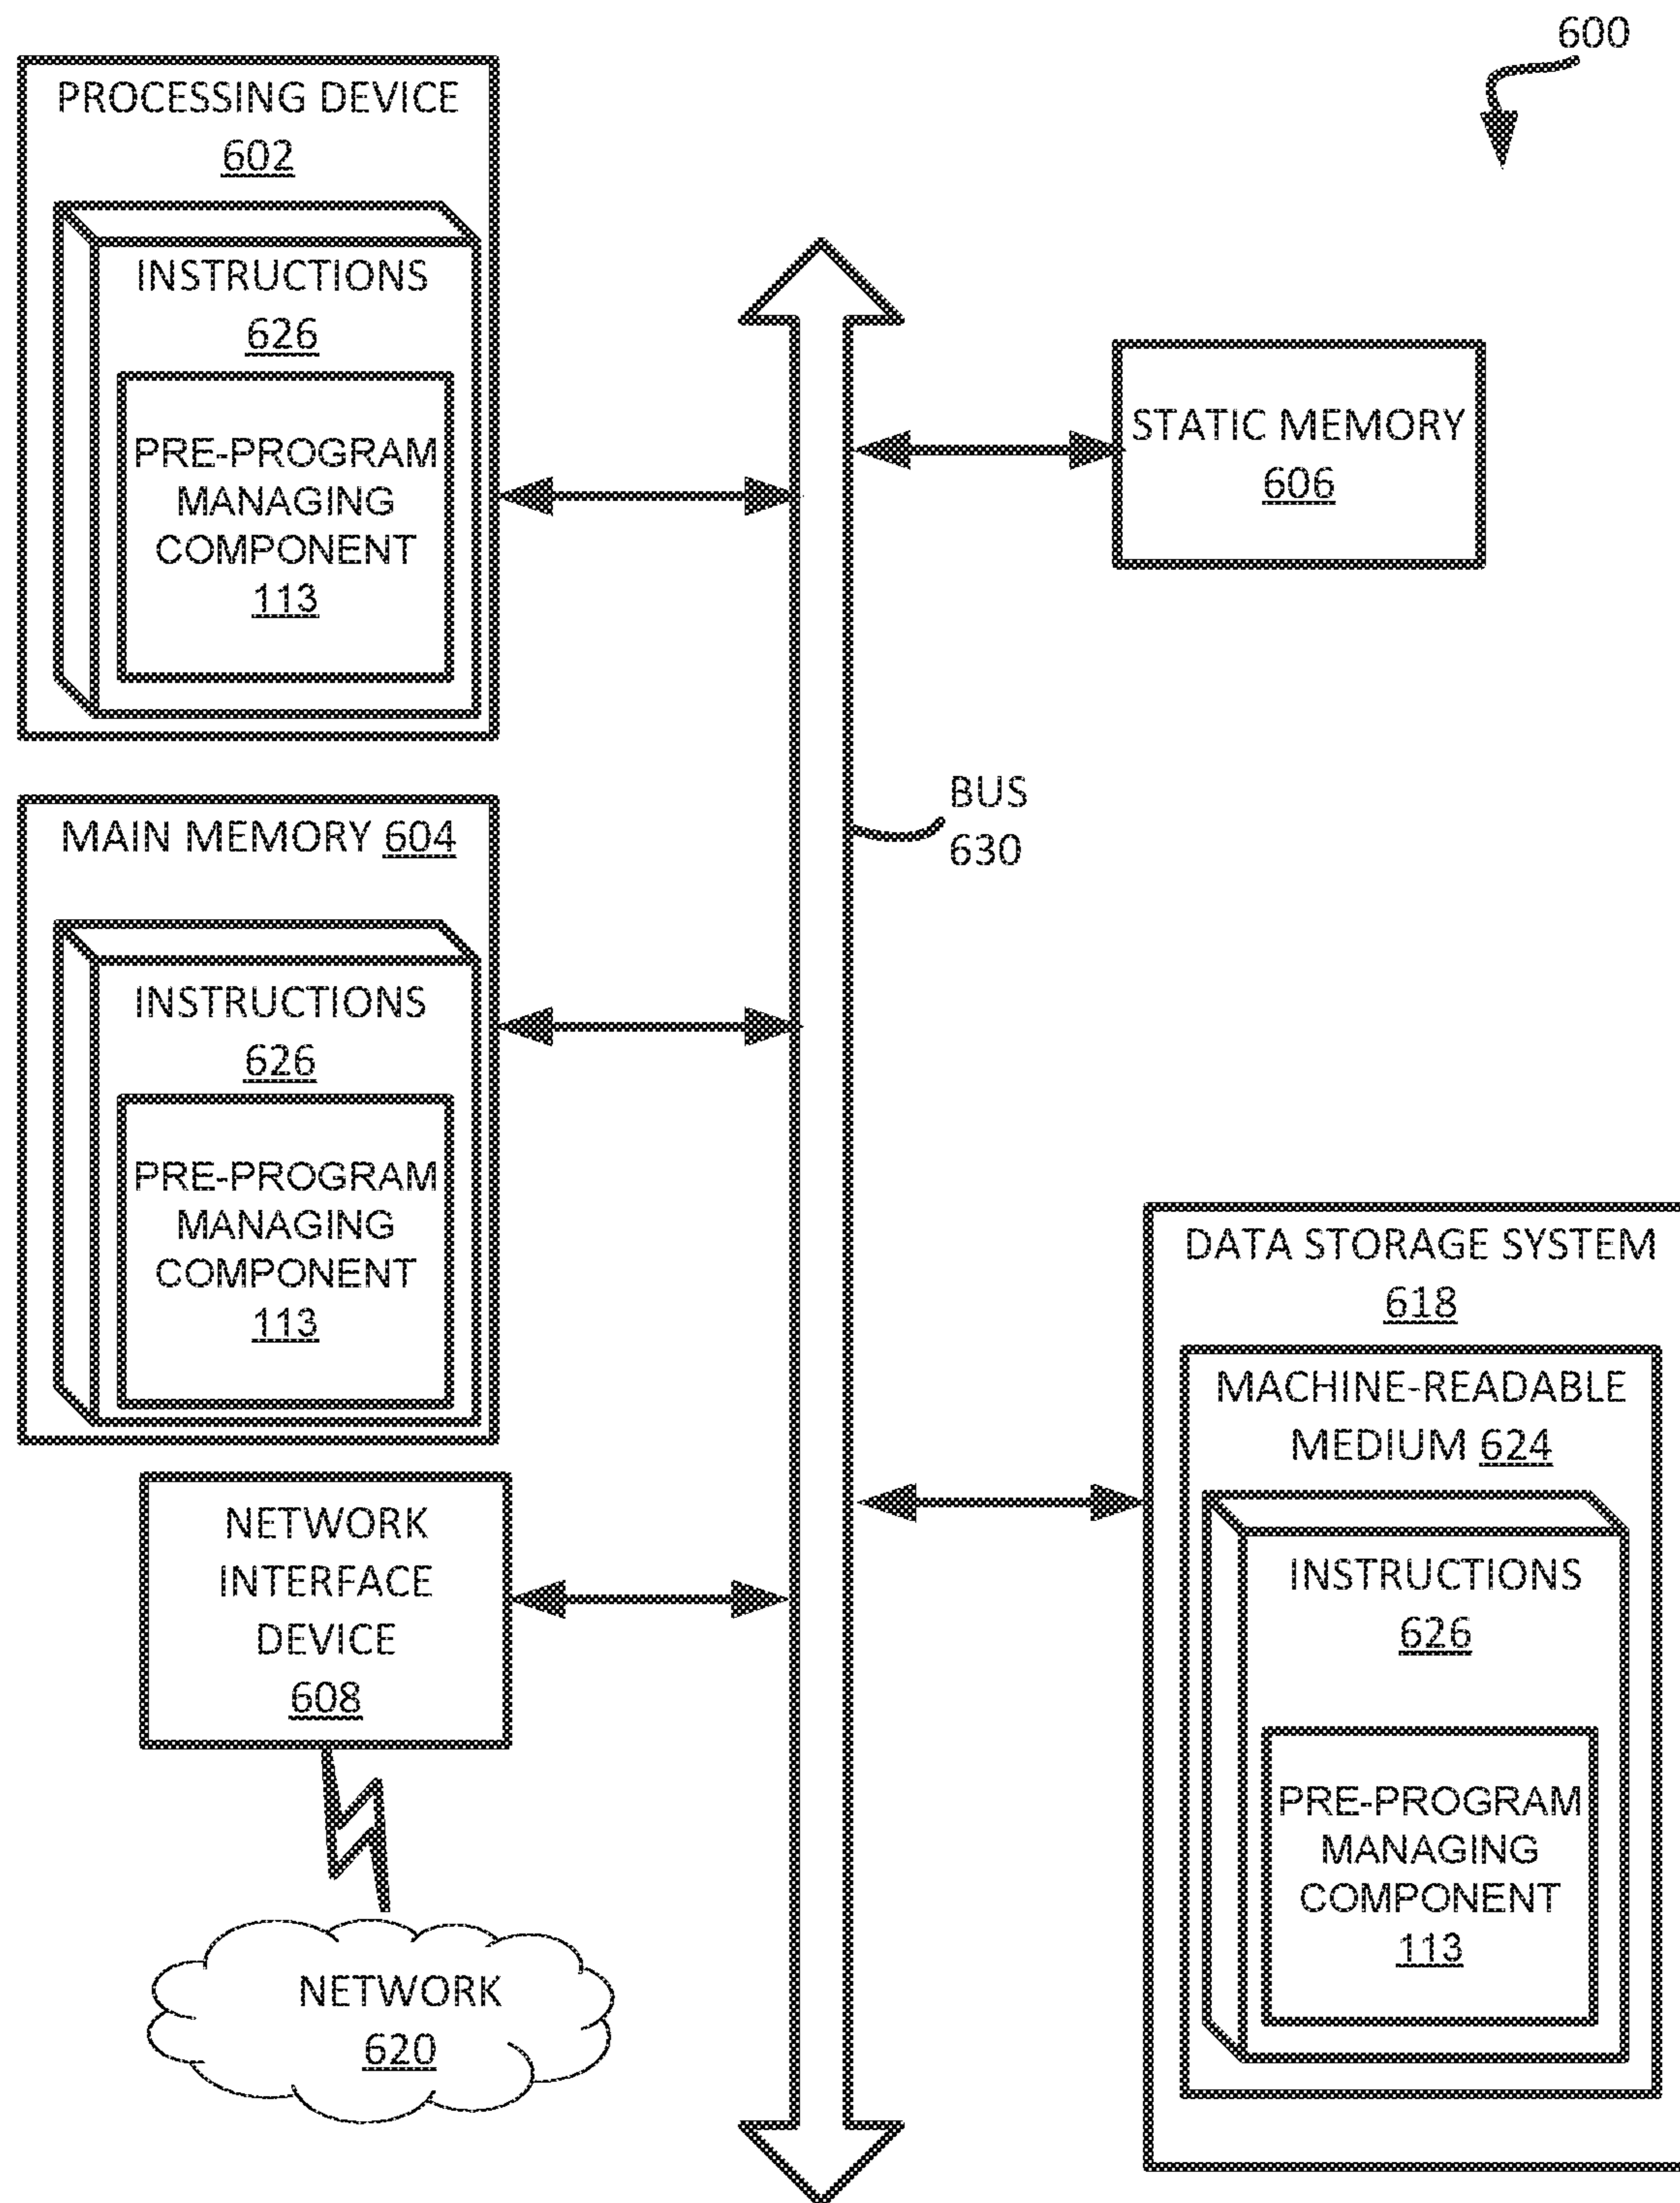 600
PROCESSING DEVICE
602
INSTRUCTIONS
626
PRE-PROGRAM
MANAGING
COMPONENT
113
STATIC MEMORY
606
BUS
630
MAIN MEMORY 604
INSTRUCTIONS
626
PRE-PROGRAM
MANAGING
COMPONENT
113
DATA STORAGE SYSTEM
618
MACHINE-READABLE
MEDIUM 624
INSTRUCTIONS
626
PRE-PROGRAM
MANAGING
COMPONENT
113
NETWORK
INTERFACE
DEVICE
608
NETWORK
620